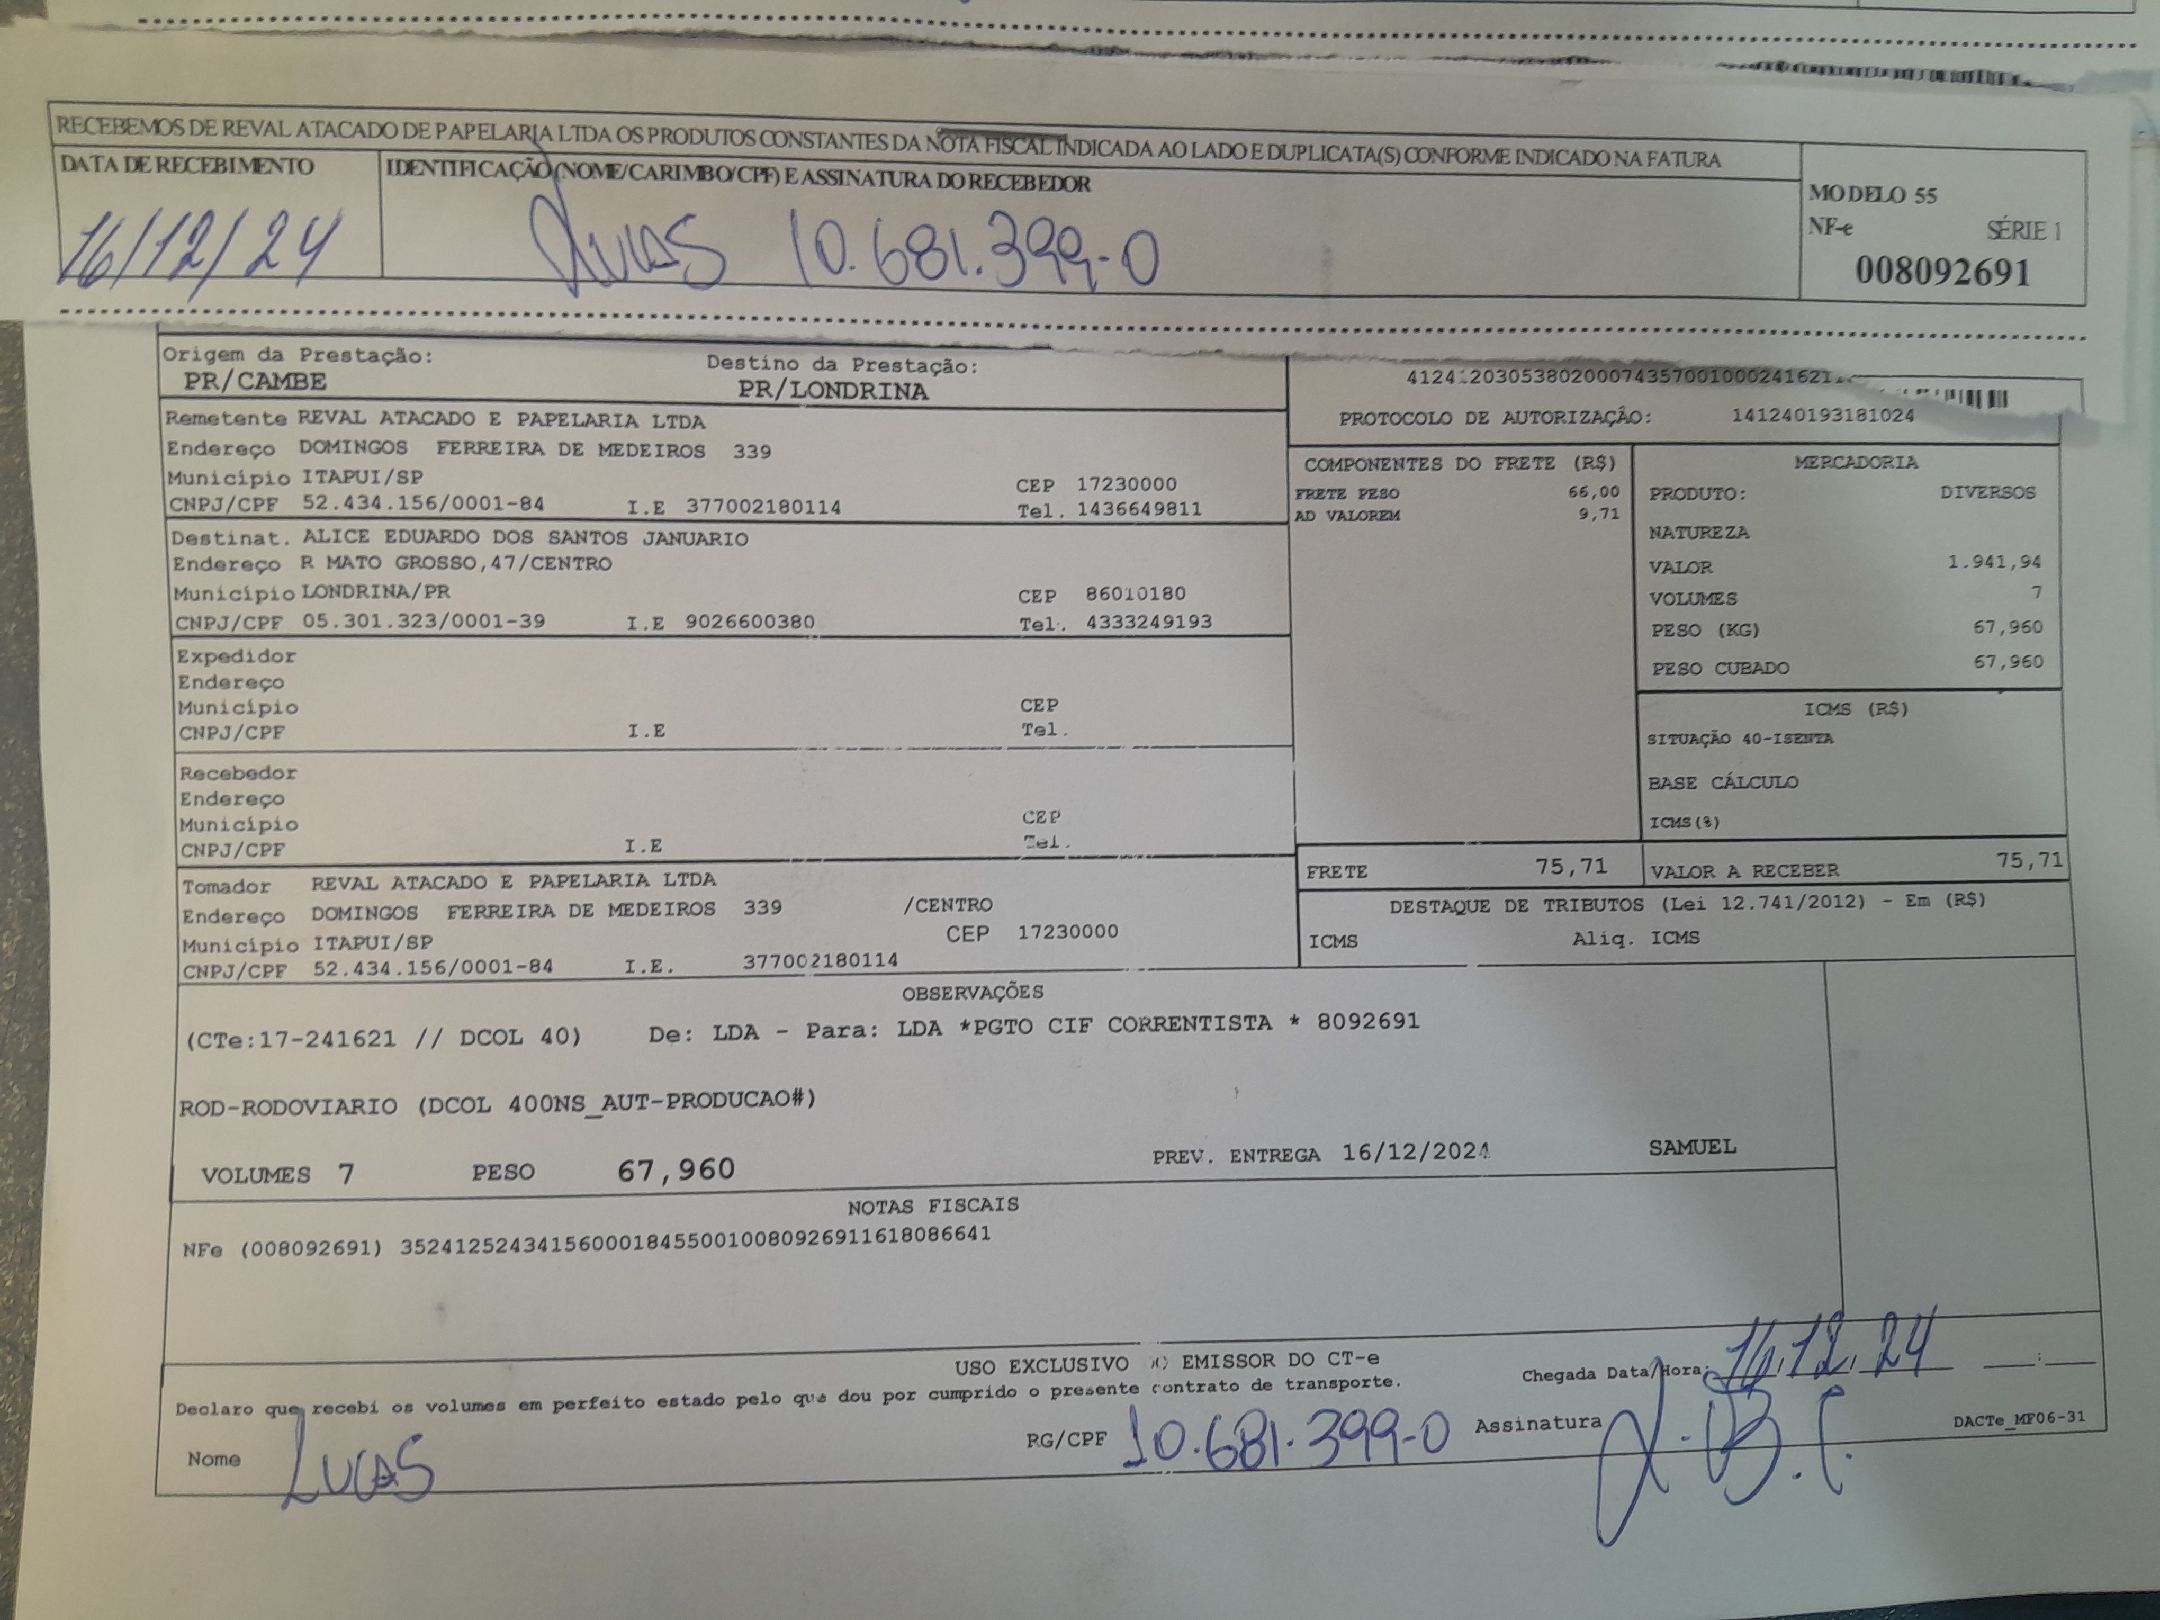 RECEBEMOS DE REVAL ATACADO DE PAPELARIA LTDA OS PRODUTOS CONSTANTES DA NOTA FISCAL INDICADA AO LADO E DUPLICATA(S) CONFORME INDICADO NA FATURA
DATA DE RECEBIMENTO IDENTIFICAÇÃO (NOME/CARIMBO/CPF) E ASSINATURA DO RECEBEDOR
16/12/24 Lucas 10.681.399-0
MODELO 55
NF-e SÉRIE 1
008092691
Origem da Prestação: Destino da Prestação:
PR/CAMBE PR/LONDRINA
PROTOCOLO DE AUTORIZAÇÃO: 141240193181024
Remetente REVAL ATACADO E PAPELARIA LTDA
Endereço DOMINGOS FERREIRA DE MEDEIROS 339
Município ITAPUI/SP CEP 17230000
CNPJ/CPF 52.434.156/0001-84 I.E 377002180114 Tel. 1436649811
Destinat. ALICE EDUARDO DOS SANTOS JANUARIO
Endereço R MATO GROSSO,47/CENTRO
Município LONDRINA/PR CEP 86010180
CNPJ/CPF 05.301.323/0001-39 I.E 9026600380 Tel. 4333249193
Expedidor
Endereço
Município CEP
CNPJ/CPF I.E Tel.
Recebedor
Endereço
Município CEP
CNPJ/CPF I.E Tel.
Tomador REVAL ATACADO E PAPELARIA LTDA
Endereço DOMINGOS FERREIRA DE MEDEIROS 339 /CENTRO
Município ITAPUI/SP CEP 17230000
CNPJ/CPF 52.434.156/0001-84 I.E. 377002180114
COMPONENTES DO FRETE (R$)
FRETE PESO 66,00
AD VALOREM 9,71
MERCADORIA
PRODUTO: DIVERSOS
NATUREZA
VALOR 1.941,94
VOLUMES 7
PESO (KG) 67,960
PESO CUBADO 67,960
ICMS (R$)
SITUAÇÃO 40-ISENTA
BASE CÁLCULO
ICMS(%)
FRETE 75,71 VALOR A RECEBER 75,71
DESTAQUE DE TRIBUTOS (Lei 12.741/2012) - Em (R$)
ICMS Aliq. ICMS
OBSERVAÇÕES
(CTe:17-241621 // DCOL 40) De: LDA - Para: LDA *PGTO CIF CORRENTISTA * 8092691
ROD-RODOVIARIO (DCOL 400NS_AUT-PRODUCAO#)
VOLUMES 7 PESO 67,960 PREV. ENTREGA 16/12/2024 SAMUEL
NOTAS FISCAIS
NFe (008092691) 35241252434156000184550010080926911618086641
USO EXCLUSIVO DO EMISSOR DO CT-e
Chegada Data/Hora: 16.12.24 :
Declaro que recebi os volumes em perfeito estado pelo que dou por cumprido o presente contrato de transporte.
Nome Lucas RG/CPF 10.681.399-0 Assinatura L.B.C. DACTe_MF06-31